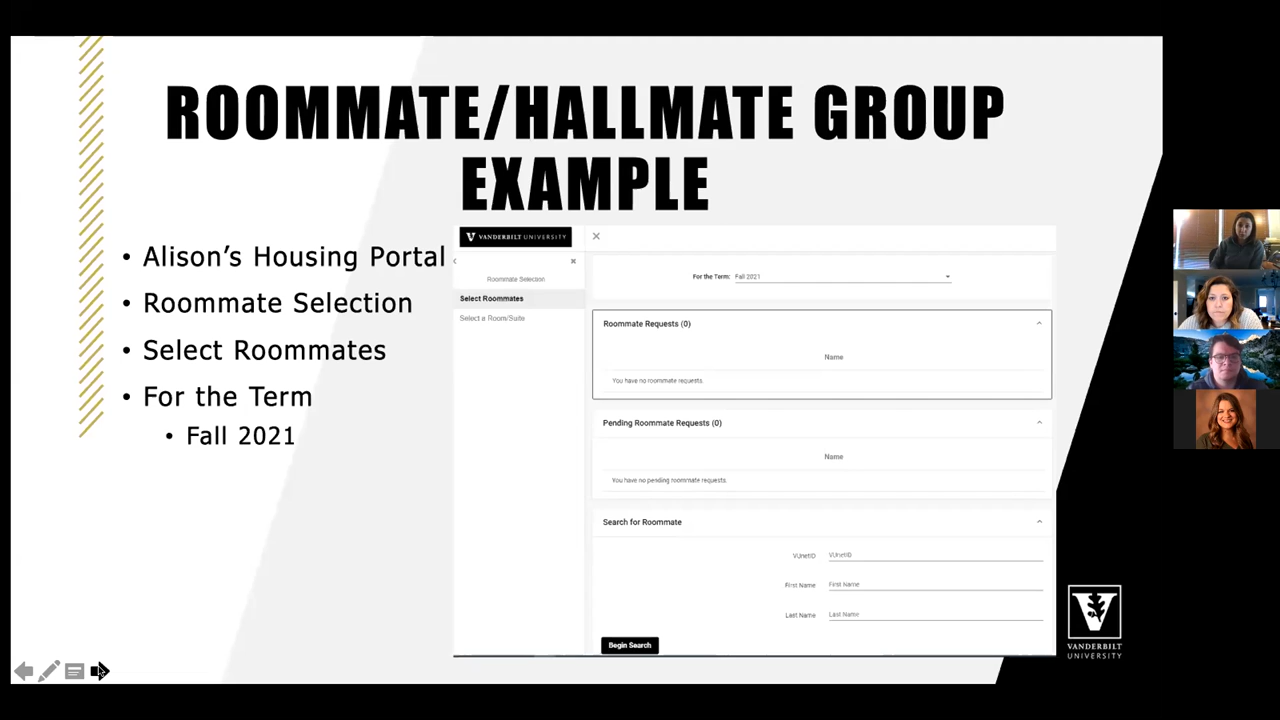 ROOMMATE/HALLMATE GROUP
EXAMPLE
• Alison's Housing Portal
• Roommate Selection
• Select Roommates
• For the Term
• Fall 2021
VANDERBILT UNIVERSITY
Roommate Selection
Select Roommates
Select a Room/Suite
For the Term: Fall 2021
Roommate Requests (0)
Name
You have no roommate requests.
Pending Roommate Requests (0)
Name
You have no pending roommate requests.
Search for Roommate
VUnetID VUnetID
First Name First Name
Last Name Last Name
Begin Search
V
VANDERBILT
UNIVERSITY